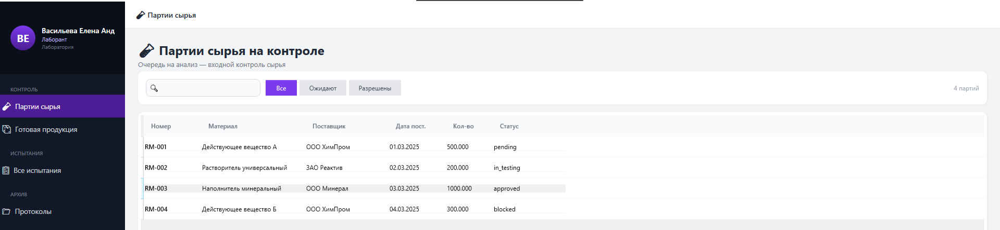 ВЕ
Васильева Елена Анд
Лаборант
Лаборатория
КОНТРОЛЬ
Партии сырья
Готовая продукция
ИСПЫТАНИЯ
Все испытания
АРХИВ
Протоколы
Партии сырья
Партии сырья на контроле
Очередь на анализ — входной контроль сырья
Все Ожидают Разрешены 4 партий
Номер Материал Поставщик Дата пост. Кол-во Статус
RM-001 Действующее вещество А ООО ХимПром 01.03.2025 500.000 pending
RM-002 Растворитель универсальный ЗАО Реактив 02.03.2025 200.000 in_testing
RM-003 Наполнитель минеральный ООО Минерал 03.03.2025 1000.000 approved
RM-004 Действующее вещество Б ООО ХимПром 04.03.2025 300.000 blocked